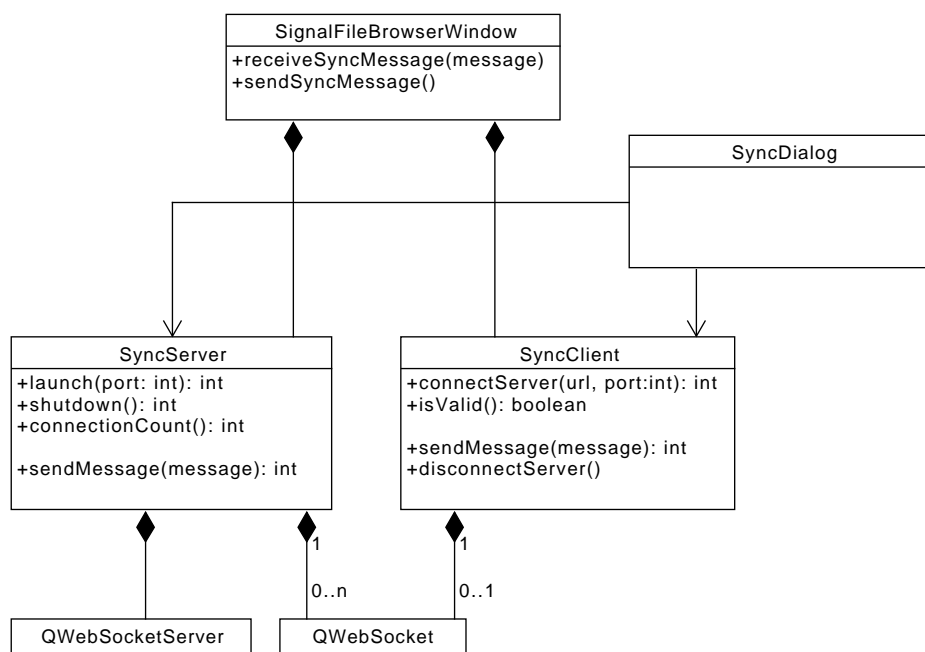 SignalFileBrowserWindow
+receiveSyncMessage(message)
+sendSyncMessage()
SyncDialog
SyncServer
+launch(port: int): int
+shutdown(): int
+connectionCount(): int
+sendMessage(message): int
SyncClient
+connectServer(url, port:int): int
+isValid(): boolean
+sendMessage(message): int
+disconnectServer()
1
1
0..n
0..1
QWebSocketServer
QWebSocket